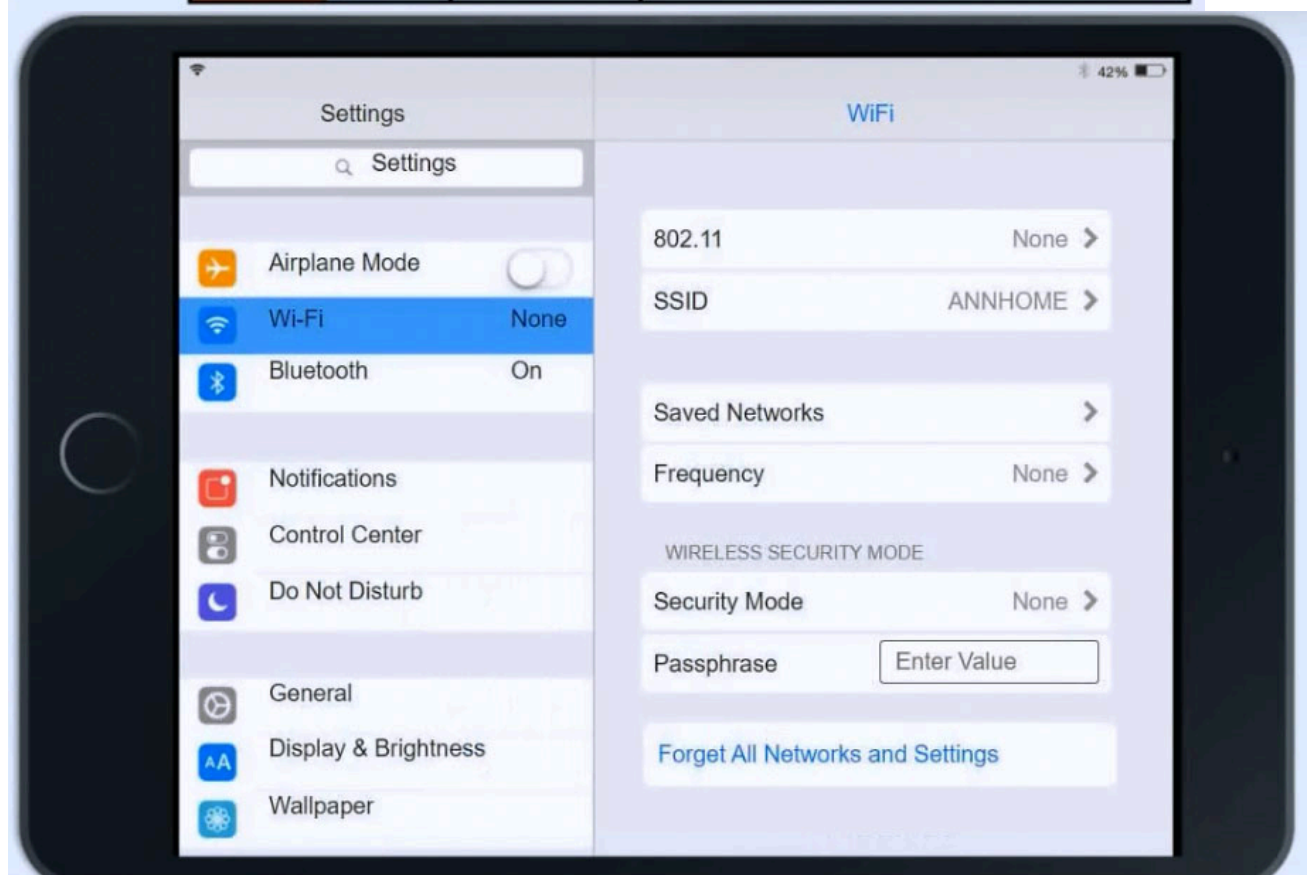 42%
Settings
WiFi
Settings
Airplane Mode
Wi-Fi None
Bluetooth On
Notifications
Control Center
Do Not Disturb
General
AA Display & Brightness
Wallpaper
802.11 None
SSID ANNHOME
Saved Networks
Frequency None
WIRELESS SECURITY MODE
Security Mode None
Passphrase Enter Value
Forget All Networks and Settings